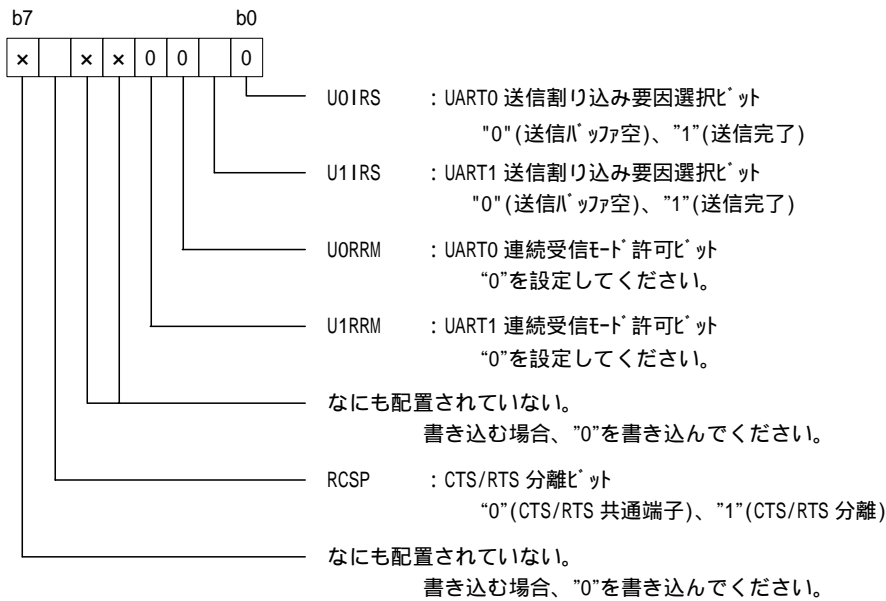 b7 b0
× × × 0 0 0
U0IRS :UART0 送信割り込み要因選択ﾋﾞｯﾄ
"0"(送信ﾊﾞｯﾌｧ空)、”1”(送信完了)
U1IRS :UART1 送信割り込み要因選択ﾋﾞｯﾄ
"0"(送信ﾊﾞｯﾌｧ空)、”1”(送信完了)
U0RRM :UART0 連続受信ﾓｰﾄﾞ許可ﾋﾞｯﾄ
“0”を設定してください。
U1RRM :UART1 連続受信ﾓｰﾄﾞ許可ﾋﾞｯﾄ
“0”を設定してください。
なにも配置されていない。
書き込む場合、”0”を書き込んでください。
RCSP :CTS/RTS 分離ﾋﾞｯﾄ
“0”(CTS/RTS 共通端子)、”1”(CTS/RTS 分離)
なにも配置されていない。
書き込む場合、”0”を書き込んでください。